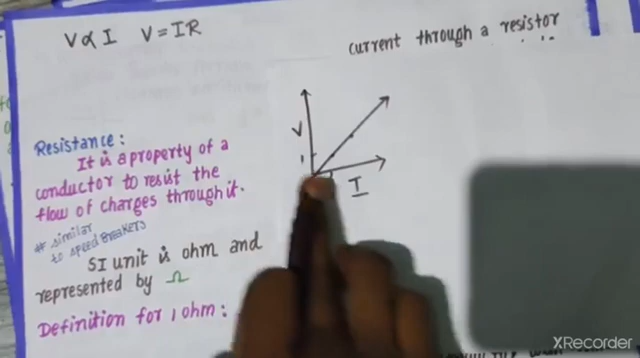 V ∝ I V = IR
current through a resistor
Resistance:
It is a property of a
conductor to resist the
flow of charges through it.
# similar
to speed breakers
SI unit is ohm and
represented by Ω
Definition for 1 ohm:
V
I
XRecorder